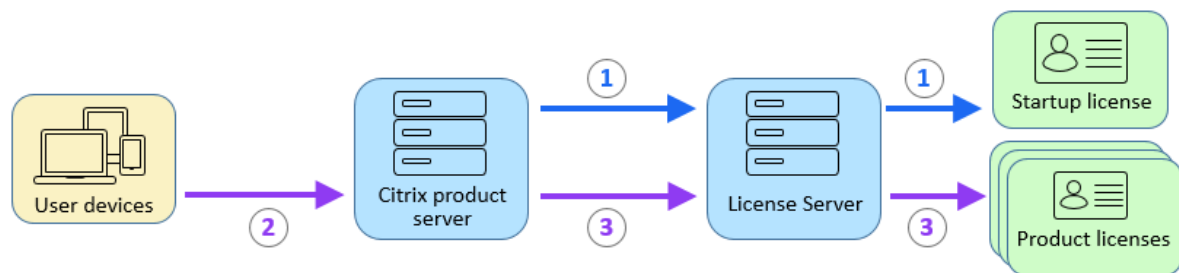 1
1
Startup license
User devices
2
Citrix product
server
3
License Server
3
Product licenses